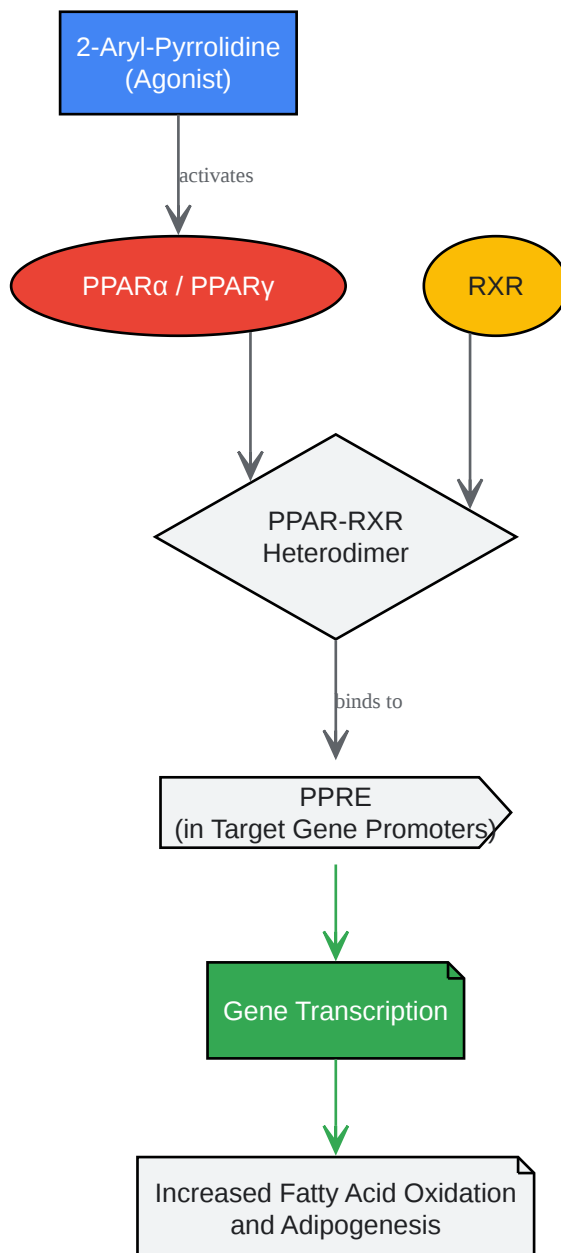 2-Aryl-Pyrrolidine
(Agonist)
activates
PPARα / PPARγ
RXR
PPAR-RXR
Heterodimer
binds to
PPRE
(in Target Gene Promoters)
Gene Transcription
Increased Fatty Acid Oxidation
and Adipogenesis